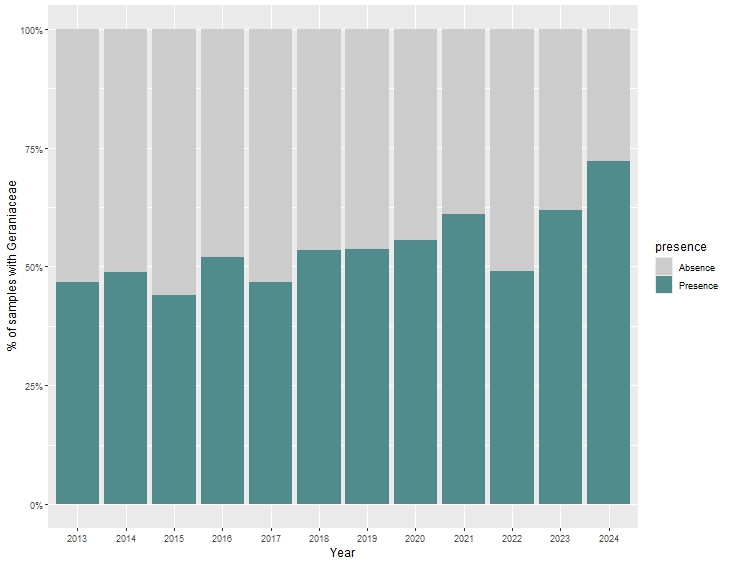 % of samples with Geraniaceae
100%
75%
50%
25%
0%
2013 2014 2015 2016 2017 2018 2019 2020 2021 2022 2023 2024
Year
presence
Absence
Presence